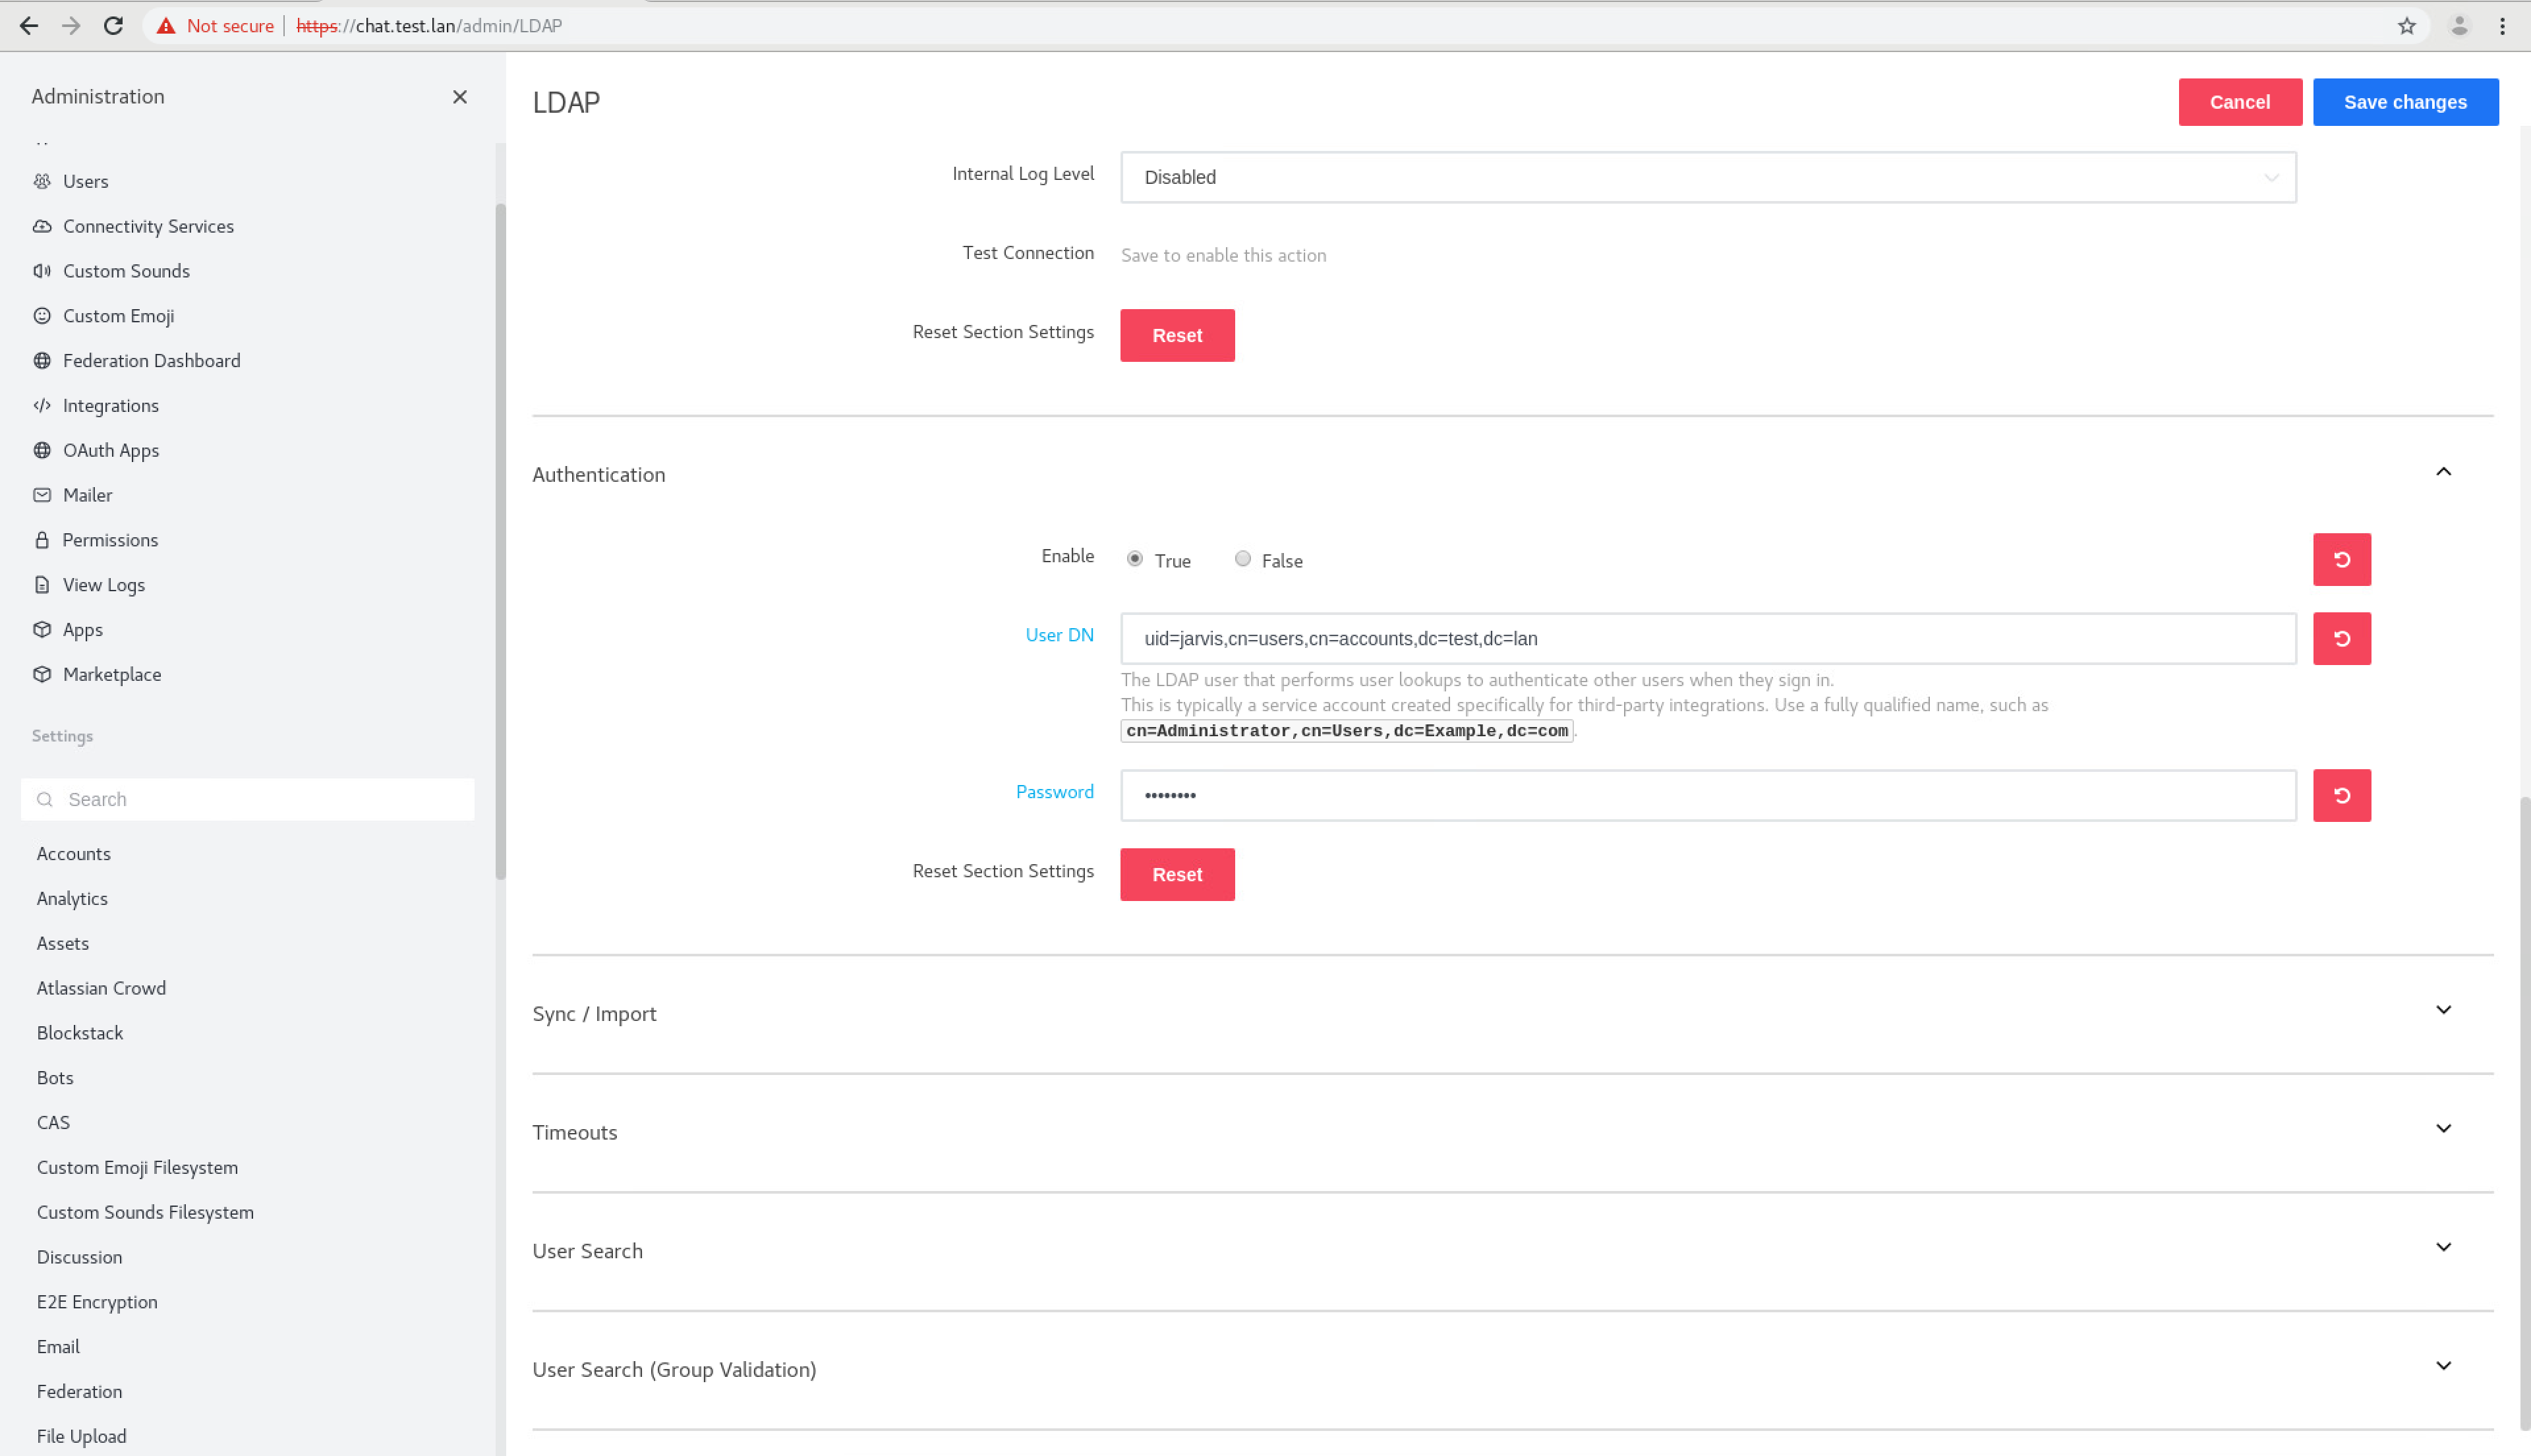 Not secure
https://chat.test.lan/admin/LDAP
Administration
Users
Connectivity Services
Custom Sounds
Custom Emoji
Federation Dashboard
Integrations
OAuth Apps
Mailer
Permissions
View Logs
Apps
Marketplace
Settings
Search
Accounts
Analytics
Assets
Atlassian Crowd
Blockstack
Bots
CAS
Custom Emoji Filesystem
Custom Sounds Filesystem
Discussion
E2E Encryption
Email
Federation
File Upload
LDAP
Cancel
Save changes
Internal Log Level
Disabled
Test Connection
Save to enable this action
Reset Section Settings
Reset
Authentication
Enable
True
False
User DN
uid=jarvis,cn=users,cn=accounts,dc=test,dc=lan
The LDAP user that performs user lookups to authenticate other users when they sign in.
This is typically a service account created specifically for third-party integrations. Use a fully qualified name, such as
cn=Administrator,cn=Users,dc=Example,dc=com.
Password
••••••••
Reset Section Settings
Reset
Sync / Import
Timeouts
User Search
User Search (Group Validation)